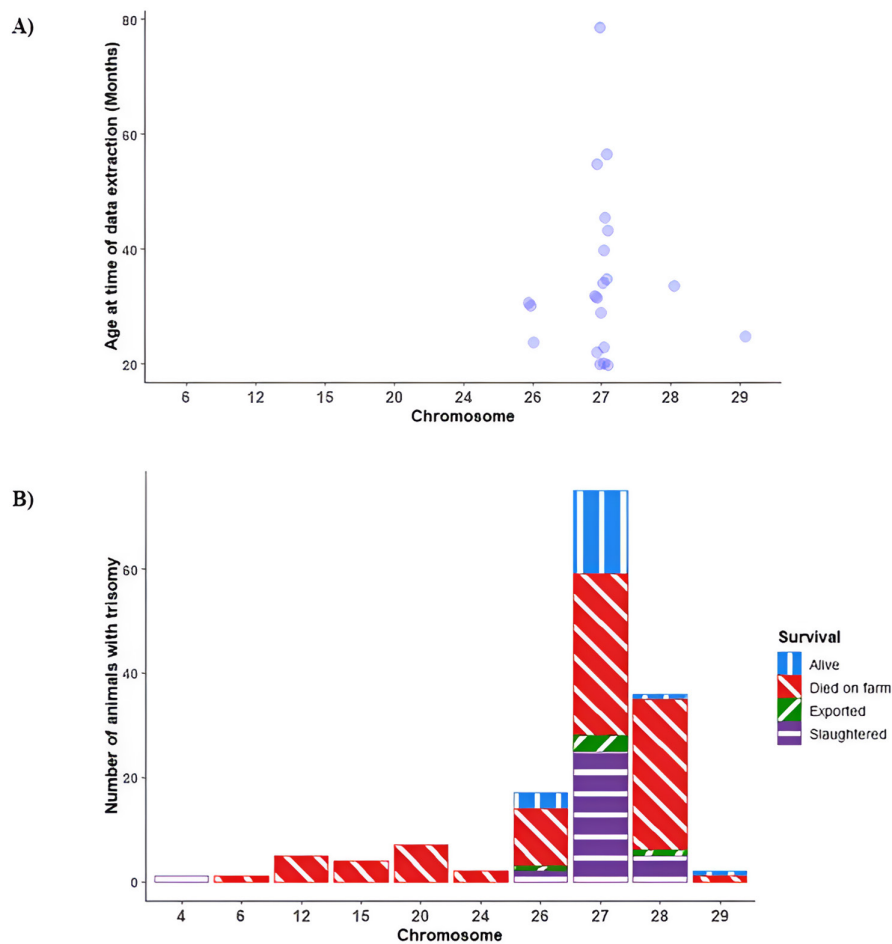 A)
Age at time of data extraction (Months)
80
60
40
20
6 12 15 20 24 26 27 28 29
Chromosome
B)
Number of animals with trisomy
60
40
20
0
4 6 12 15 20 24 26 27 28 29
Chromosome
Survival
Alive
Died on farm
Exported
Slaughtered